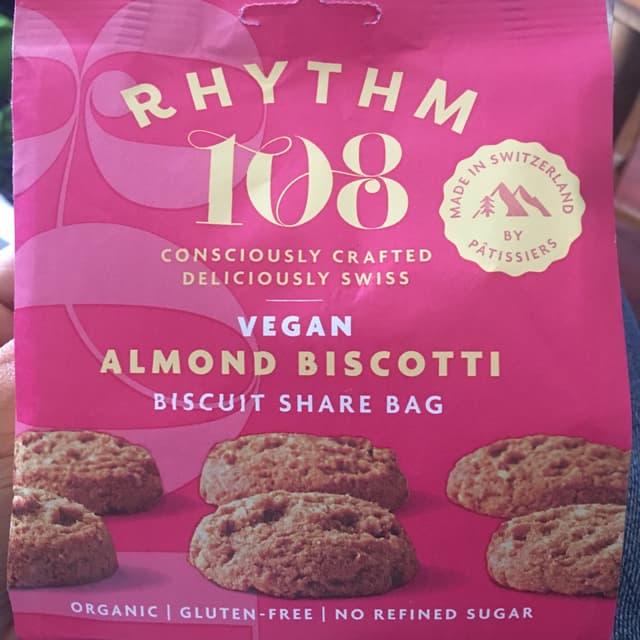 RHYTHM
108
CONSCIOUSLY CRAFTED
DELICIOUSLY SWISS
MADE IN SWITZERLAND
BY
PÂTISSIERS
VEGAN
ALMOND BISCOTTI
BISCUIT SHARE BAG
ORGANIC | GLUTEN-FREE | NO REFINED SUGAR